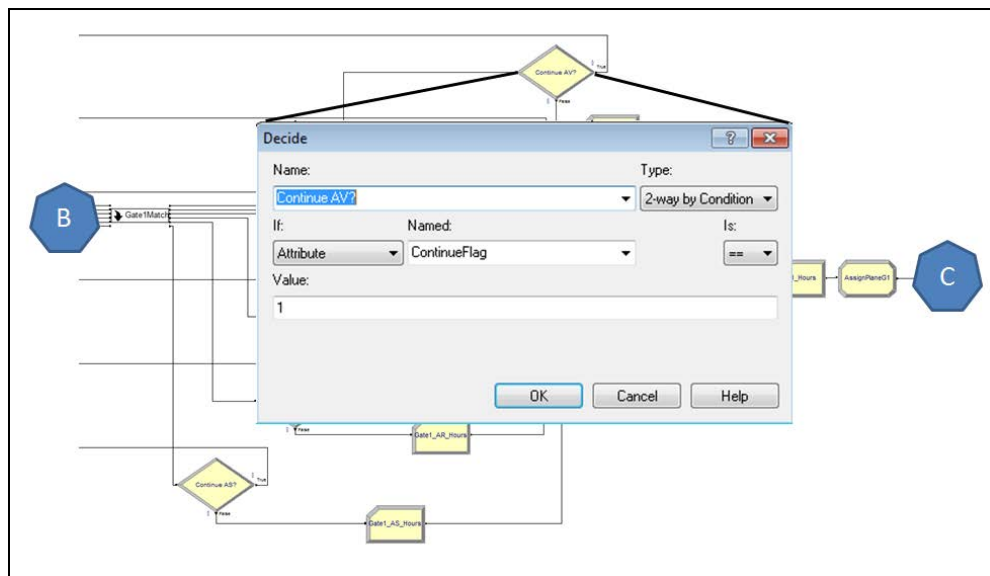 Continue AV?
True
False
Decide
Name:
Type:
Continue AV?
2-way by Condition
If:
Named:
Is:
Attribute
ContinueFlag
==
Value:
1
OK
Cancel
Help
B
Gate1Match
1_Hours
AssignPlaneG1
C
False
Gate1_AR_Hours
Continue AS?
True
False
Gate1_AS_Hours